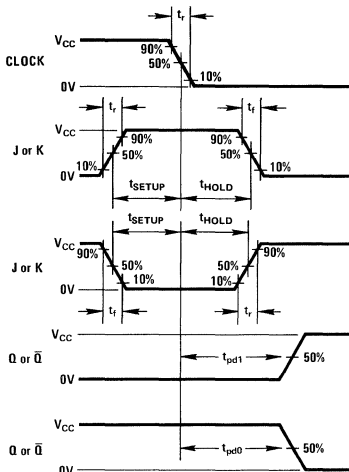 tr
VCC
90%
CLOCK
50%
10%
0V
tr
tf
VCC
90%
90%
J or K
50%
50%
10%
10%
0V
tSETUP
tHOLD
tSETUP
tHOLD
VCC
90%
90%
J or K
50%
50%
10%
10%
0V
tf
tr
VCC
Q or Q̅
tpd1
50%
0V
VCC
Q or Q̅
tpd0
50%
0V